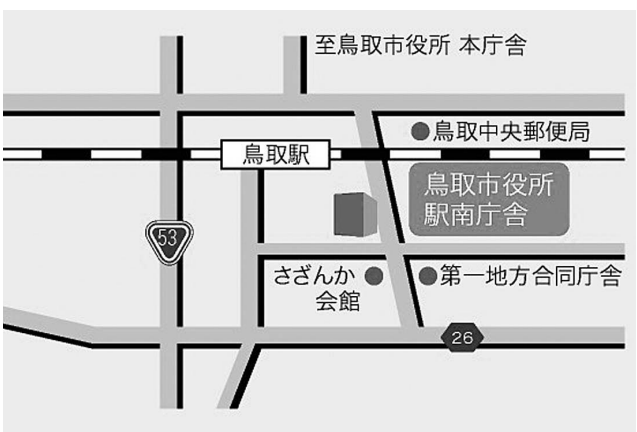 至鳥取市役所 本庁舎
鳥取中央郵便局
鳥取駅
鳥取市役所
駅南庁舎
53
さざんか
会館
第一地方合同庁舎
26